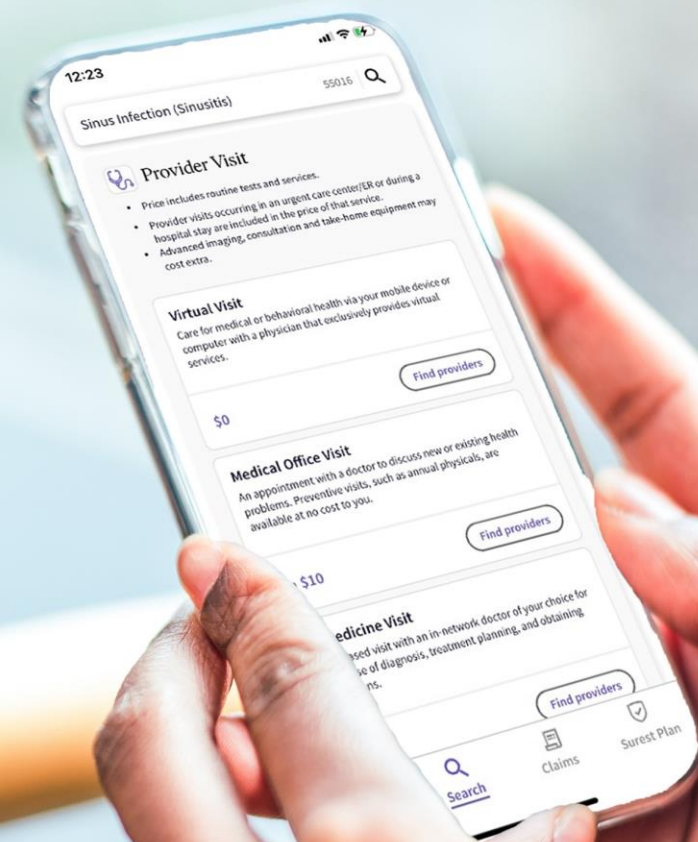 12:23
Sinus Infection (Sinusitis)
55016
Provider Visit
• Price includes routine tests and services.
• Provider visits occurring in an urgent care center/ER or during a
hospital stay are included in the price of that service.
• Advanced imaging, consultation and take-home equipment may
cost extra.
Virtual Visit
Care for medical or behavioral health via your mobile device or
computer with a physician that exclusively provides virtual
services.
$0
Find providers
Medical Office Visit
An appointment with a doctor to discuss new or existing health
problems. Preventive visits, such as annual physicals, are
available at no cost to you.
$10
Find providers
edicine Visit
ased visit with an in-network doctor of your choice for
se of diagnosis, treatment planning, and obtaining
ns.
Find providers
Search
Claims
Surest Plan